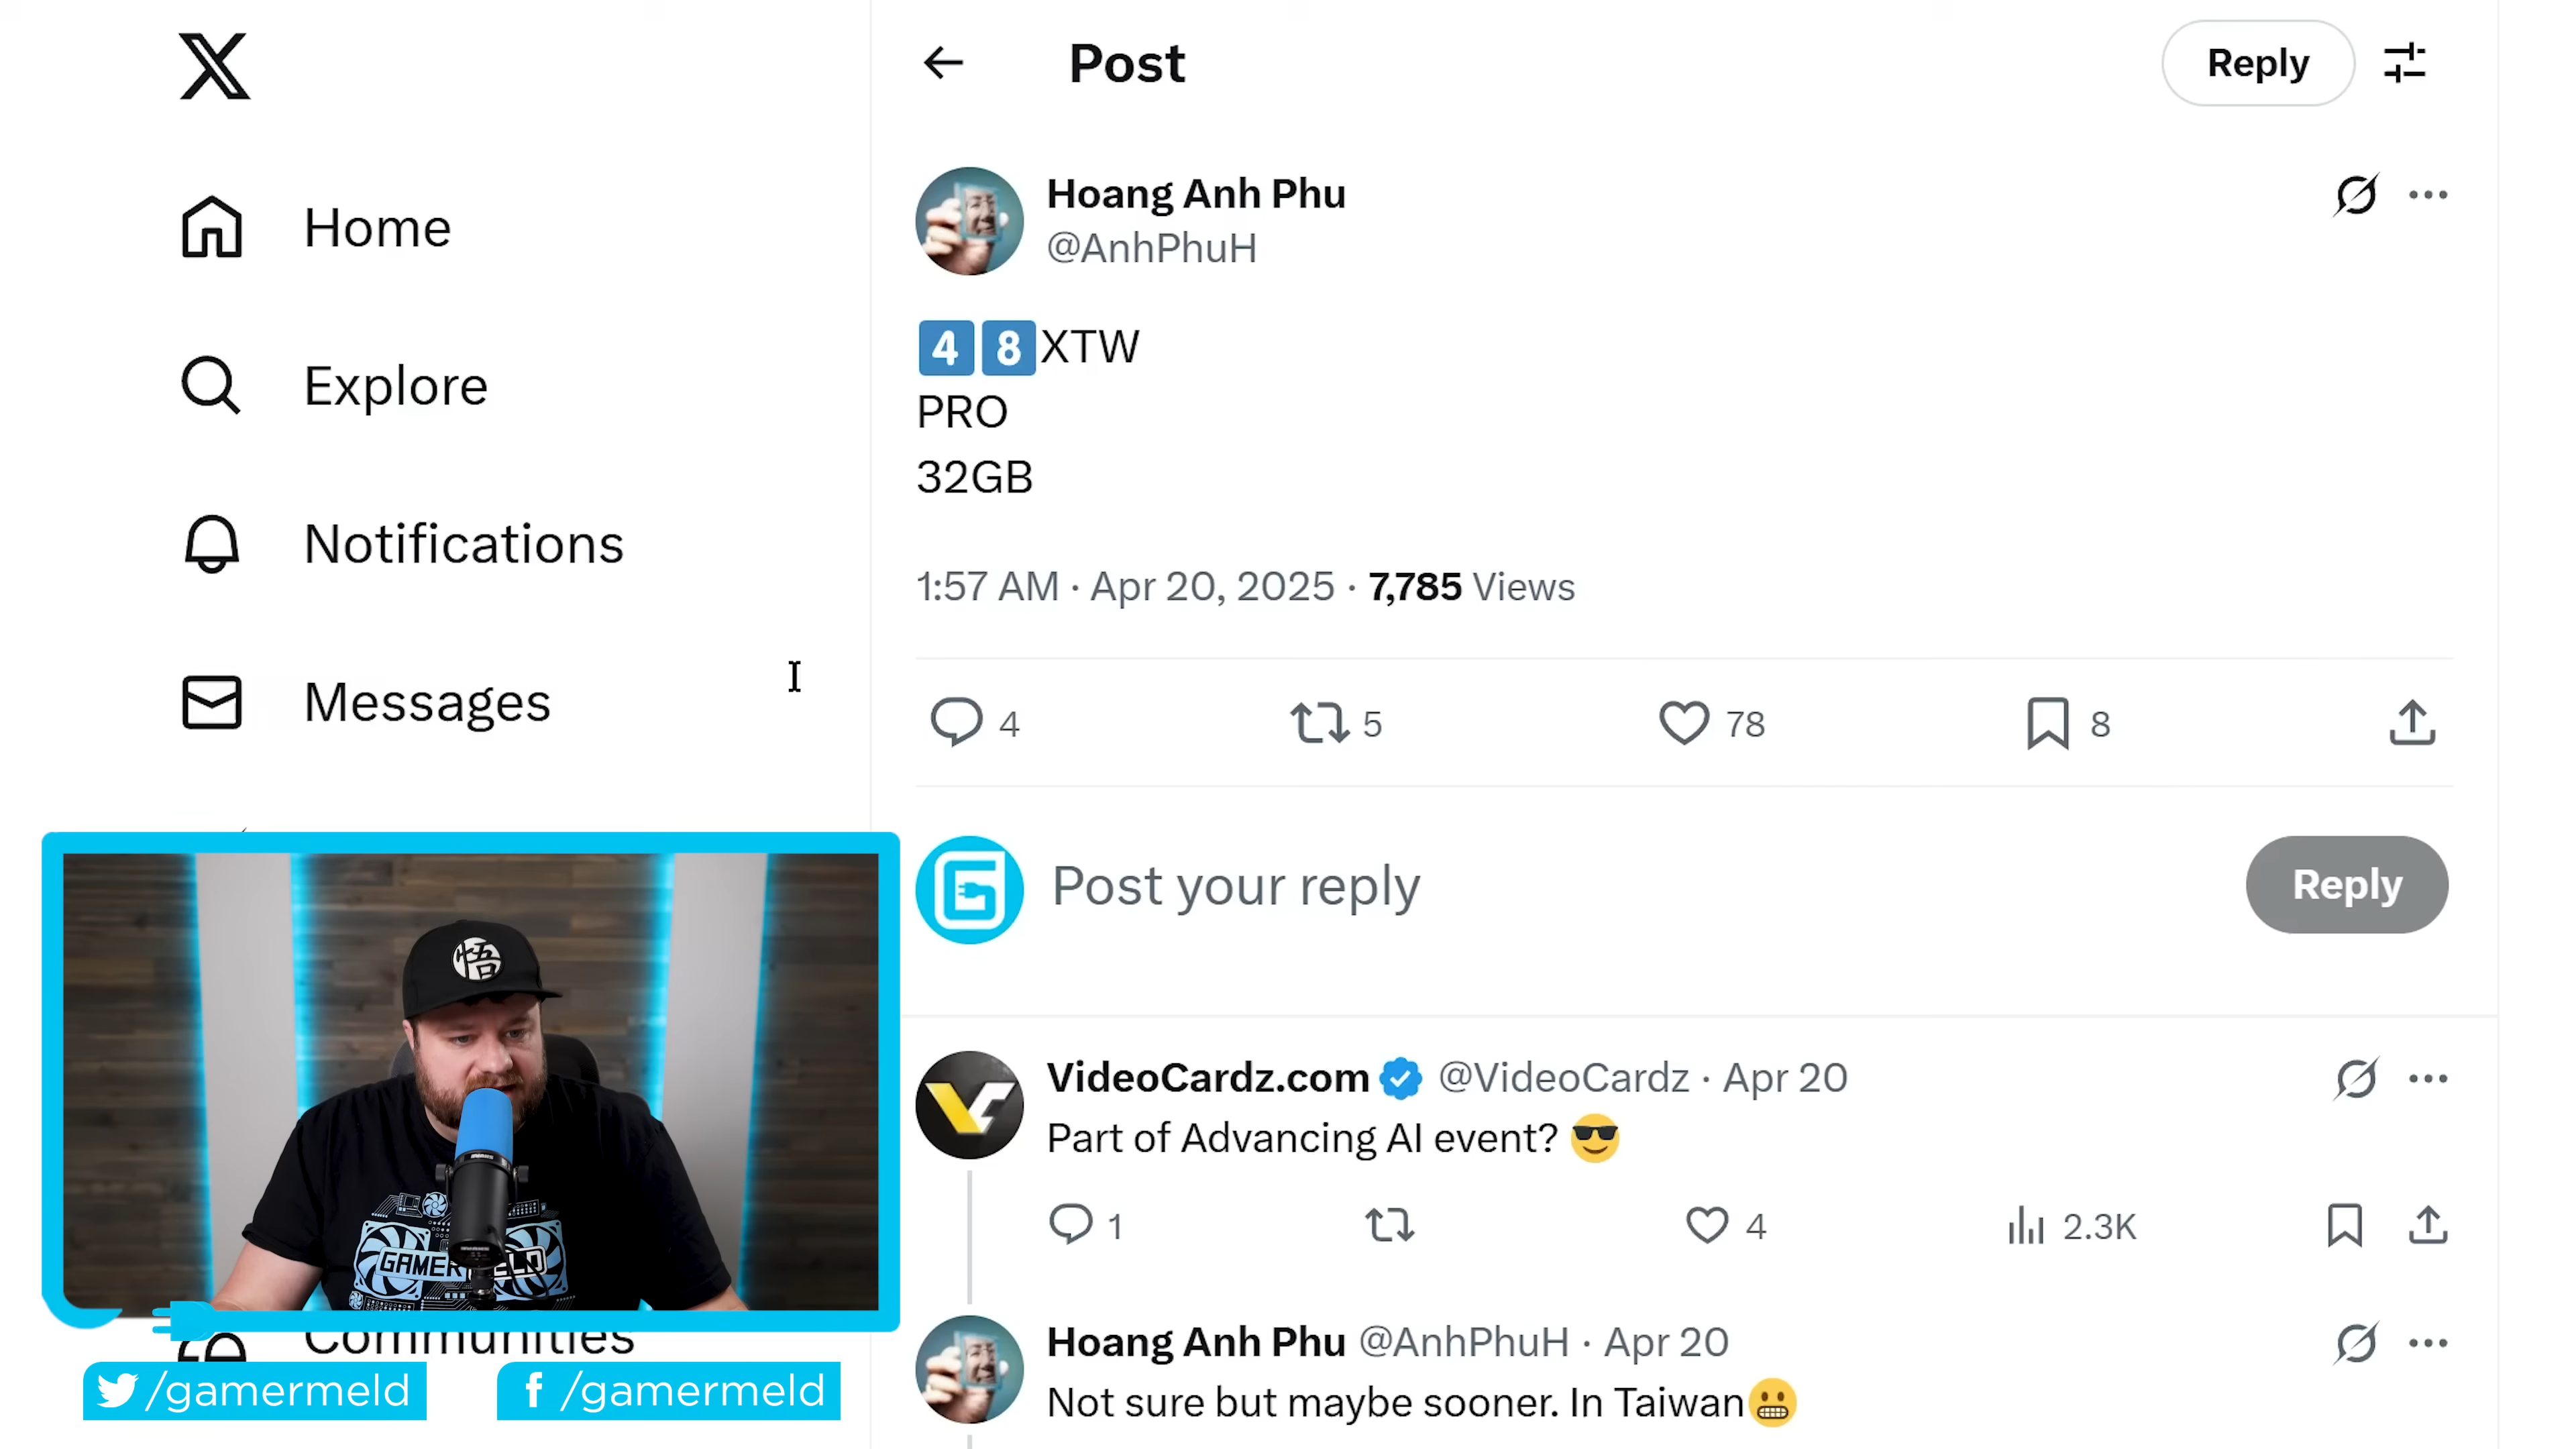 Post
Reply
Home
Explore
Notifications
Messages
Communities
Hoang Anh Phu
@AnhPhuH
4️⃣8️⃣XTW
PRO
32GB
1:57 AM · Apr 20, 2025 · 7,785 Views
4 5 78 8
Post your reply
Reply
VideoCardz.com @VideoCardz · Apr 20
Part of Advancing AI event? 😎
1 4 2.3K
Hoang Anh Phu @AnhPhuH · Apr 20
Not sure but maybe sooner. In Taiwan😬
悟
/gamermeld
/gamermeld